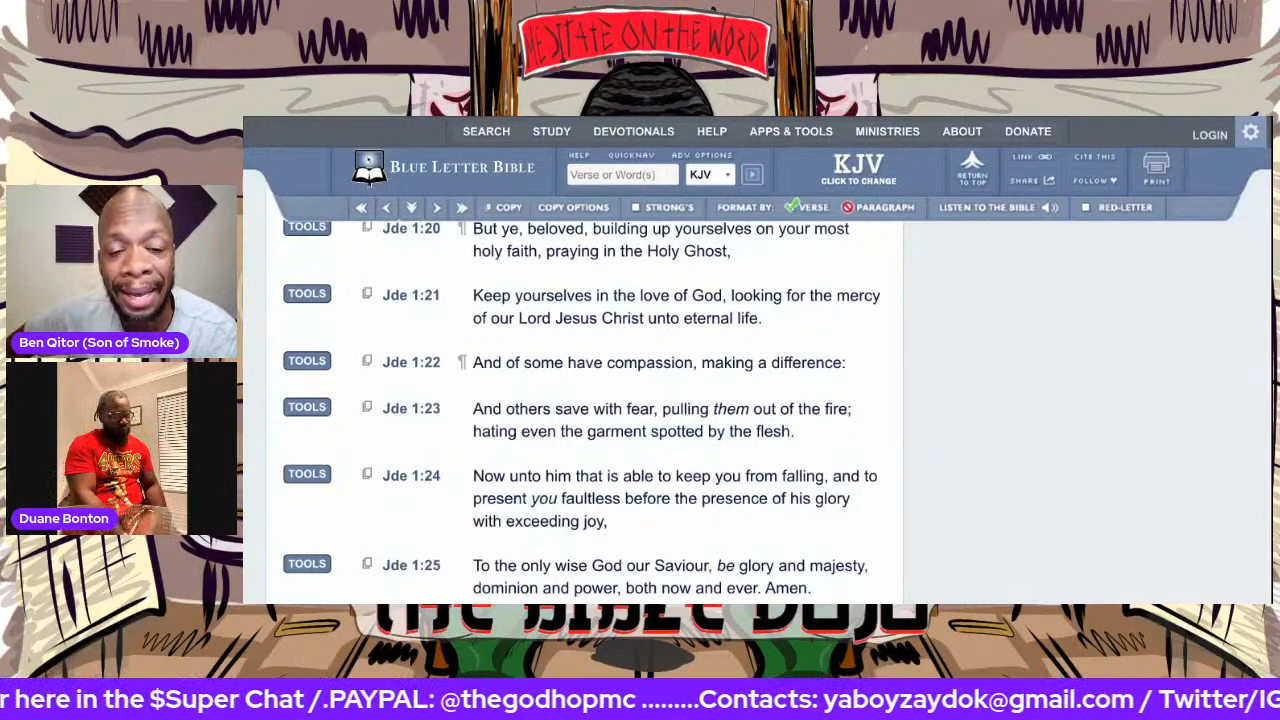 MEDITATE ON THE WORD
SEARCH STUDY DEVOTIONALS HELP APPS & TOOLS MINISTRIES ABOUT DONATE LOGIN
BLUE LETTER BIBLE
HELP QUICKNAV ADV. OPTIONS
Verse or Word(s) KJV
KJV
CLICK TO CHANGE
RETURN TO TOP
LINK CITE THIS
SHARE FOLLOW
PRINT
COPY COPY OPTIONS STRONG'S FORMAT BY: VERSE PARAGRAPH LISTEN TO THE BIBLE RED-LETTER
TOOLS Jde 1:20 ¶ But ye, beloved, building up yourselves on your most
holy faith, praying in the Holy Ghost,
TOOLS Jde 1:21 Keep yourselves in the love of God, looking for the mercy
of our Lord Jesus Christ unto eternal life.
TOOLS Jde 1:22 ¶ And of some have compassion, making a difference:
TOOLS Jde 1:23 And others save with fear, pulling them out of the fire;
hating even the garment spotted by the flesh.
TOOLS Jde 1:24 Now unto him that is able to keep you from falling, and to
present you faultless before the presence of his glory
with exceeding joy,
TOOLS Jde 1:25 To the only wise God our Saviour, be glory and majesty,
dominion and power, both now and ever. Amen.
Ben Qitor (Son of Smoke)
49ERS
Duane Bonton
THE BIBLE DOJO
r here in the $Super Chat /.PAYPAL: @thegodhopmc .........Contacts: yaboyzaydok@gmail.com / Twitter/IG